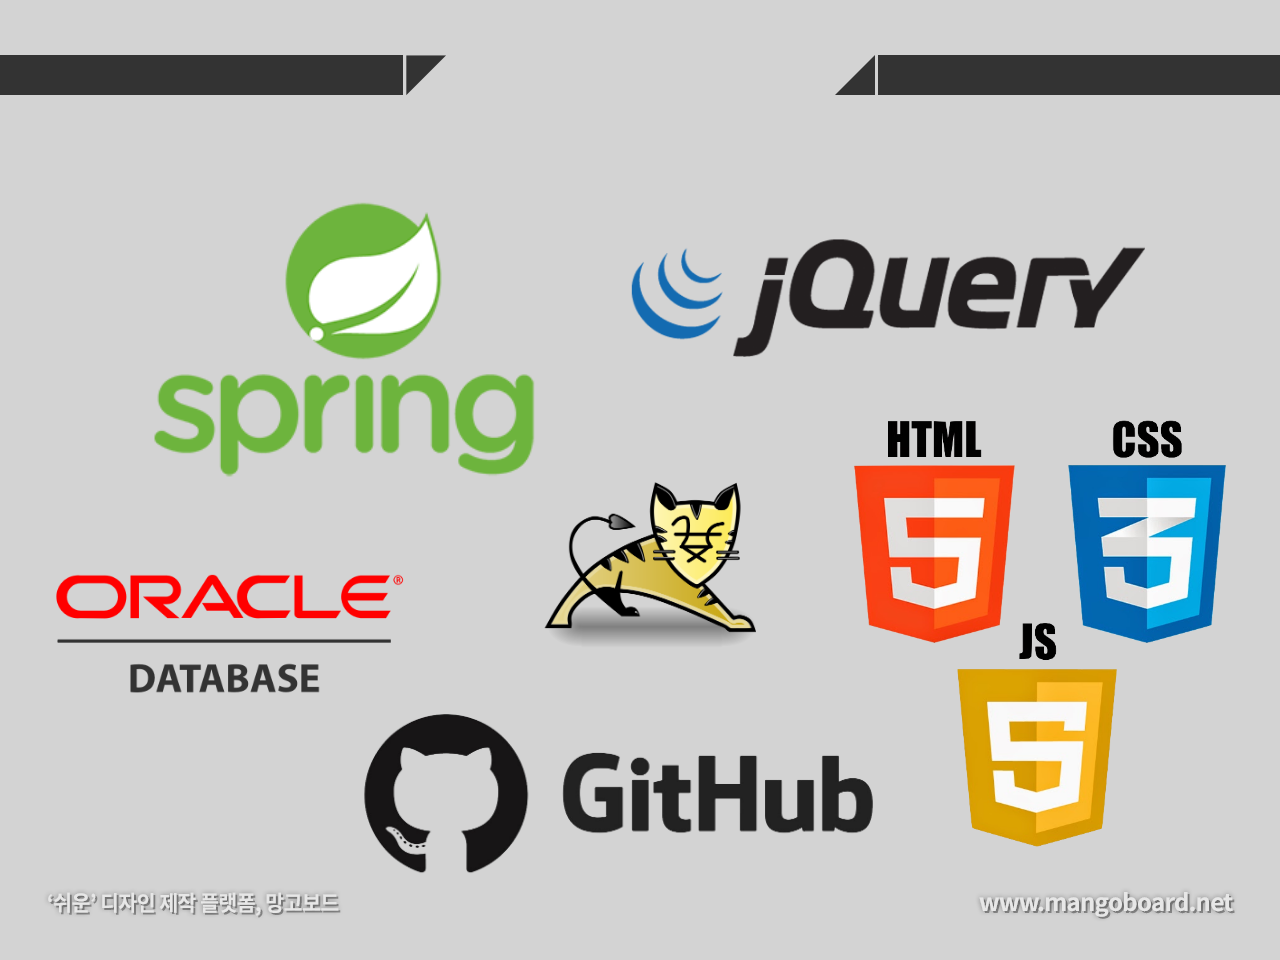 spring
jQuery
HTML
CSS
ORACLE®
DATABASE
JS
GitHub
‘쉬운’ 디자인 제작 플랫폼, 망고보드
www.mangoboard.net